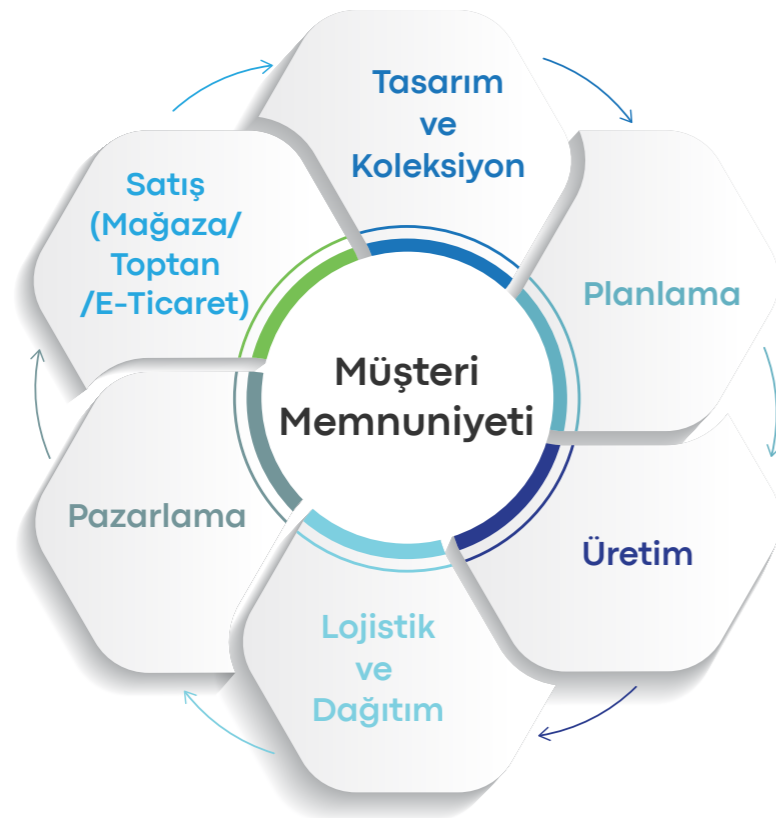 Tasarım
ve
Koleksiyon
Planlama
Üretim
Lojistik
ve
Dağıtım
Pazarlama
Satış
(Mağaza/
Toptan
/E-Ticaret)
Müşteri
Memnuniyeti